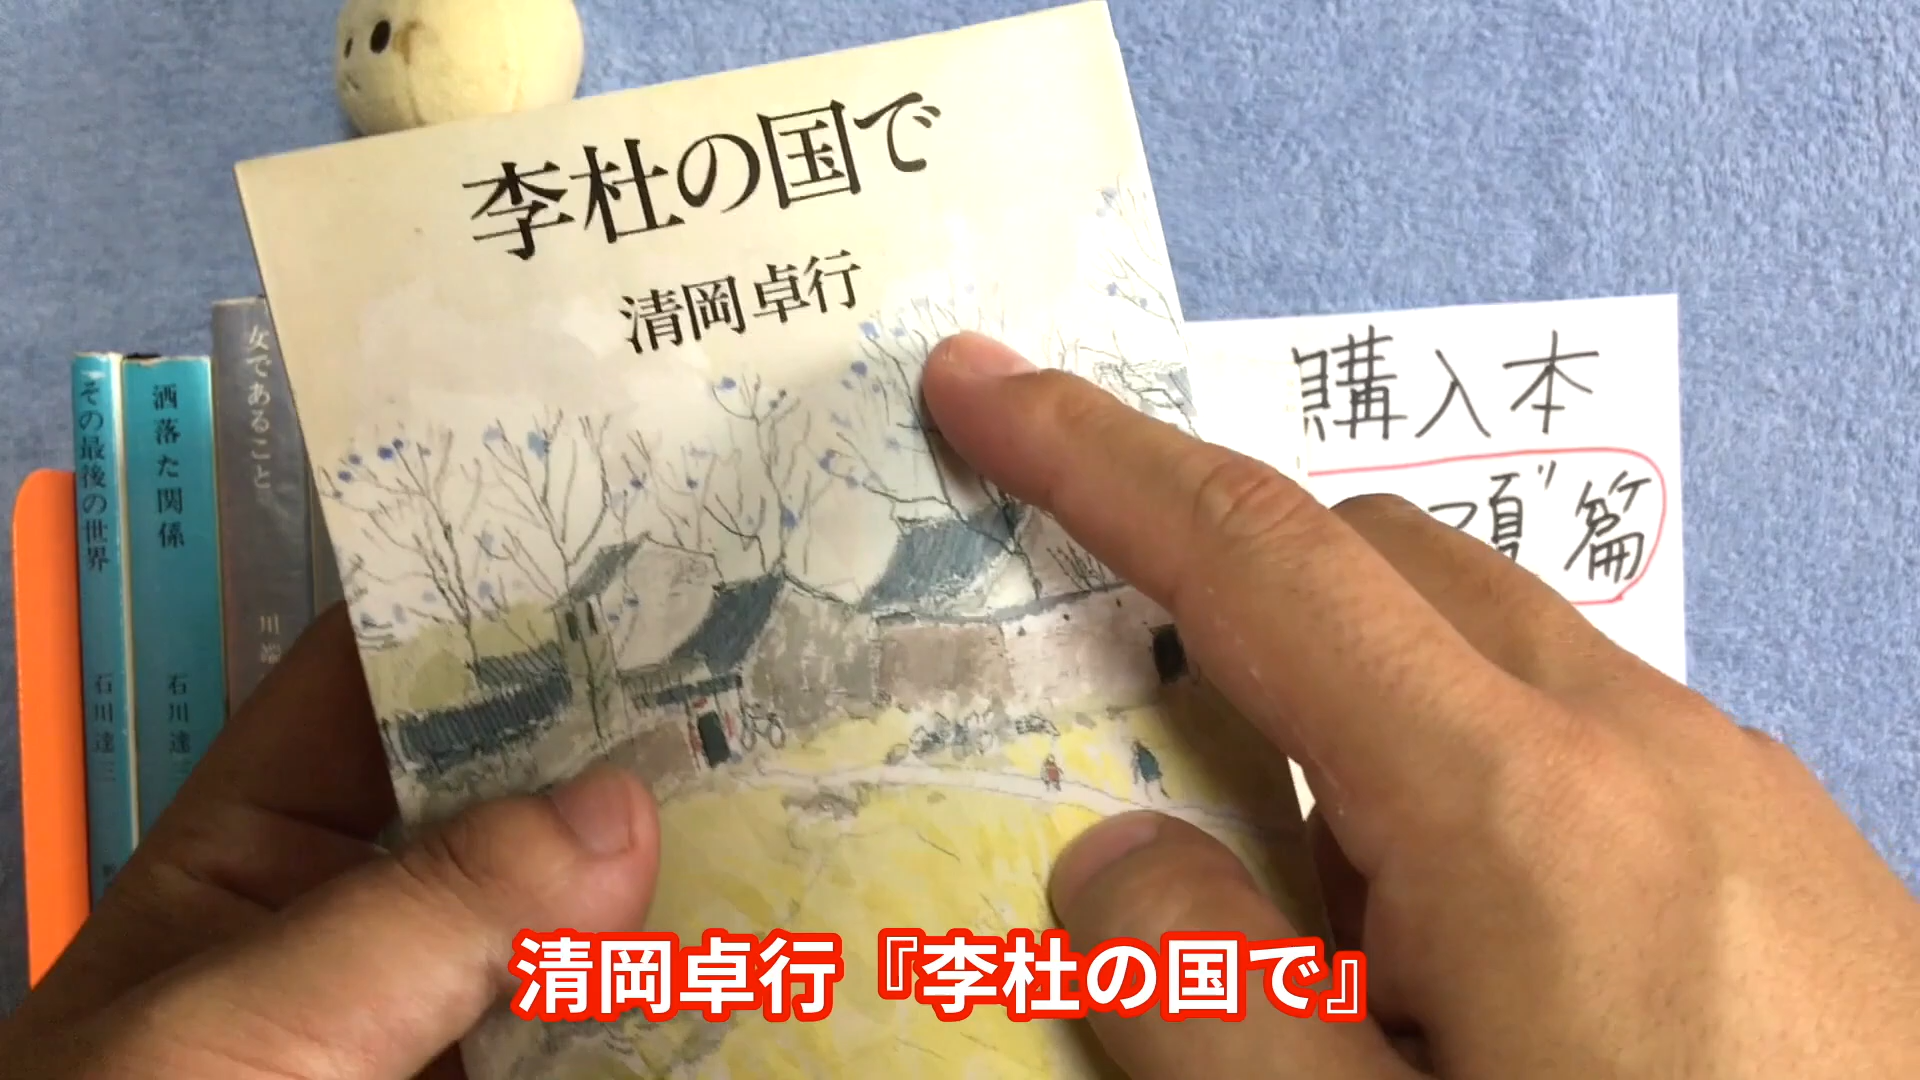 李杜の国で
清岡卓行
その最後の世界
石川達三
洒落た関係
石川達三
女であること
川端
購入本
篇
清岡卓行『李杜の国で』